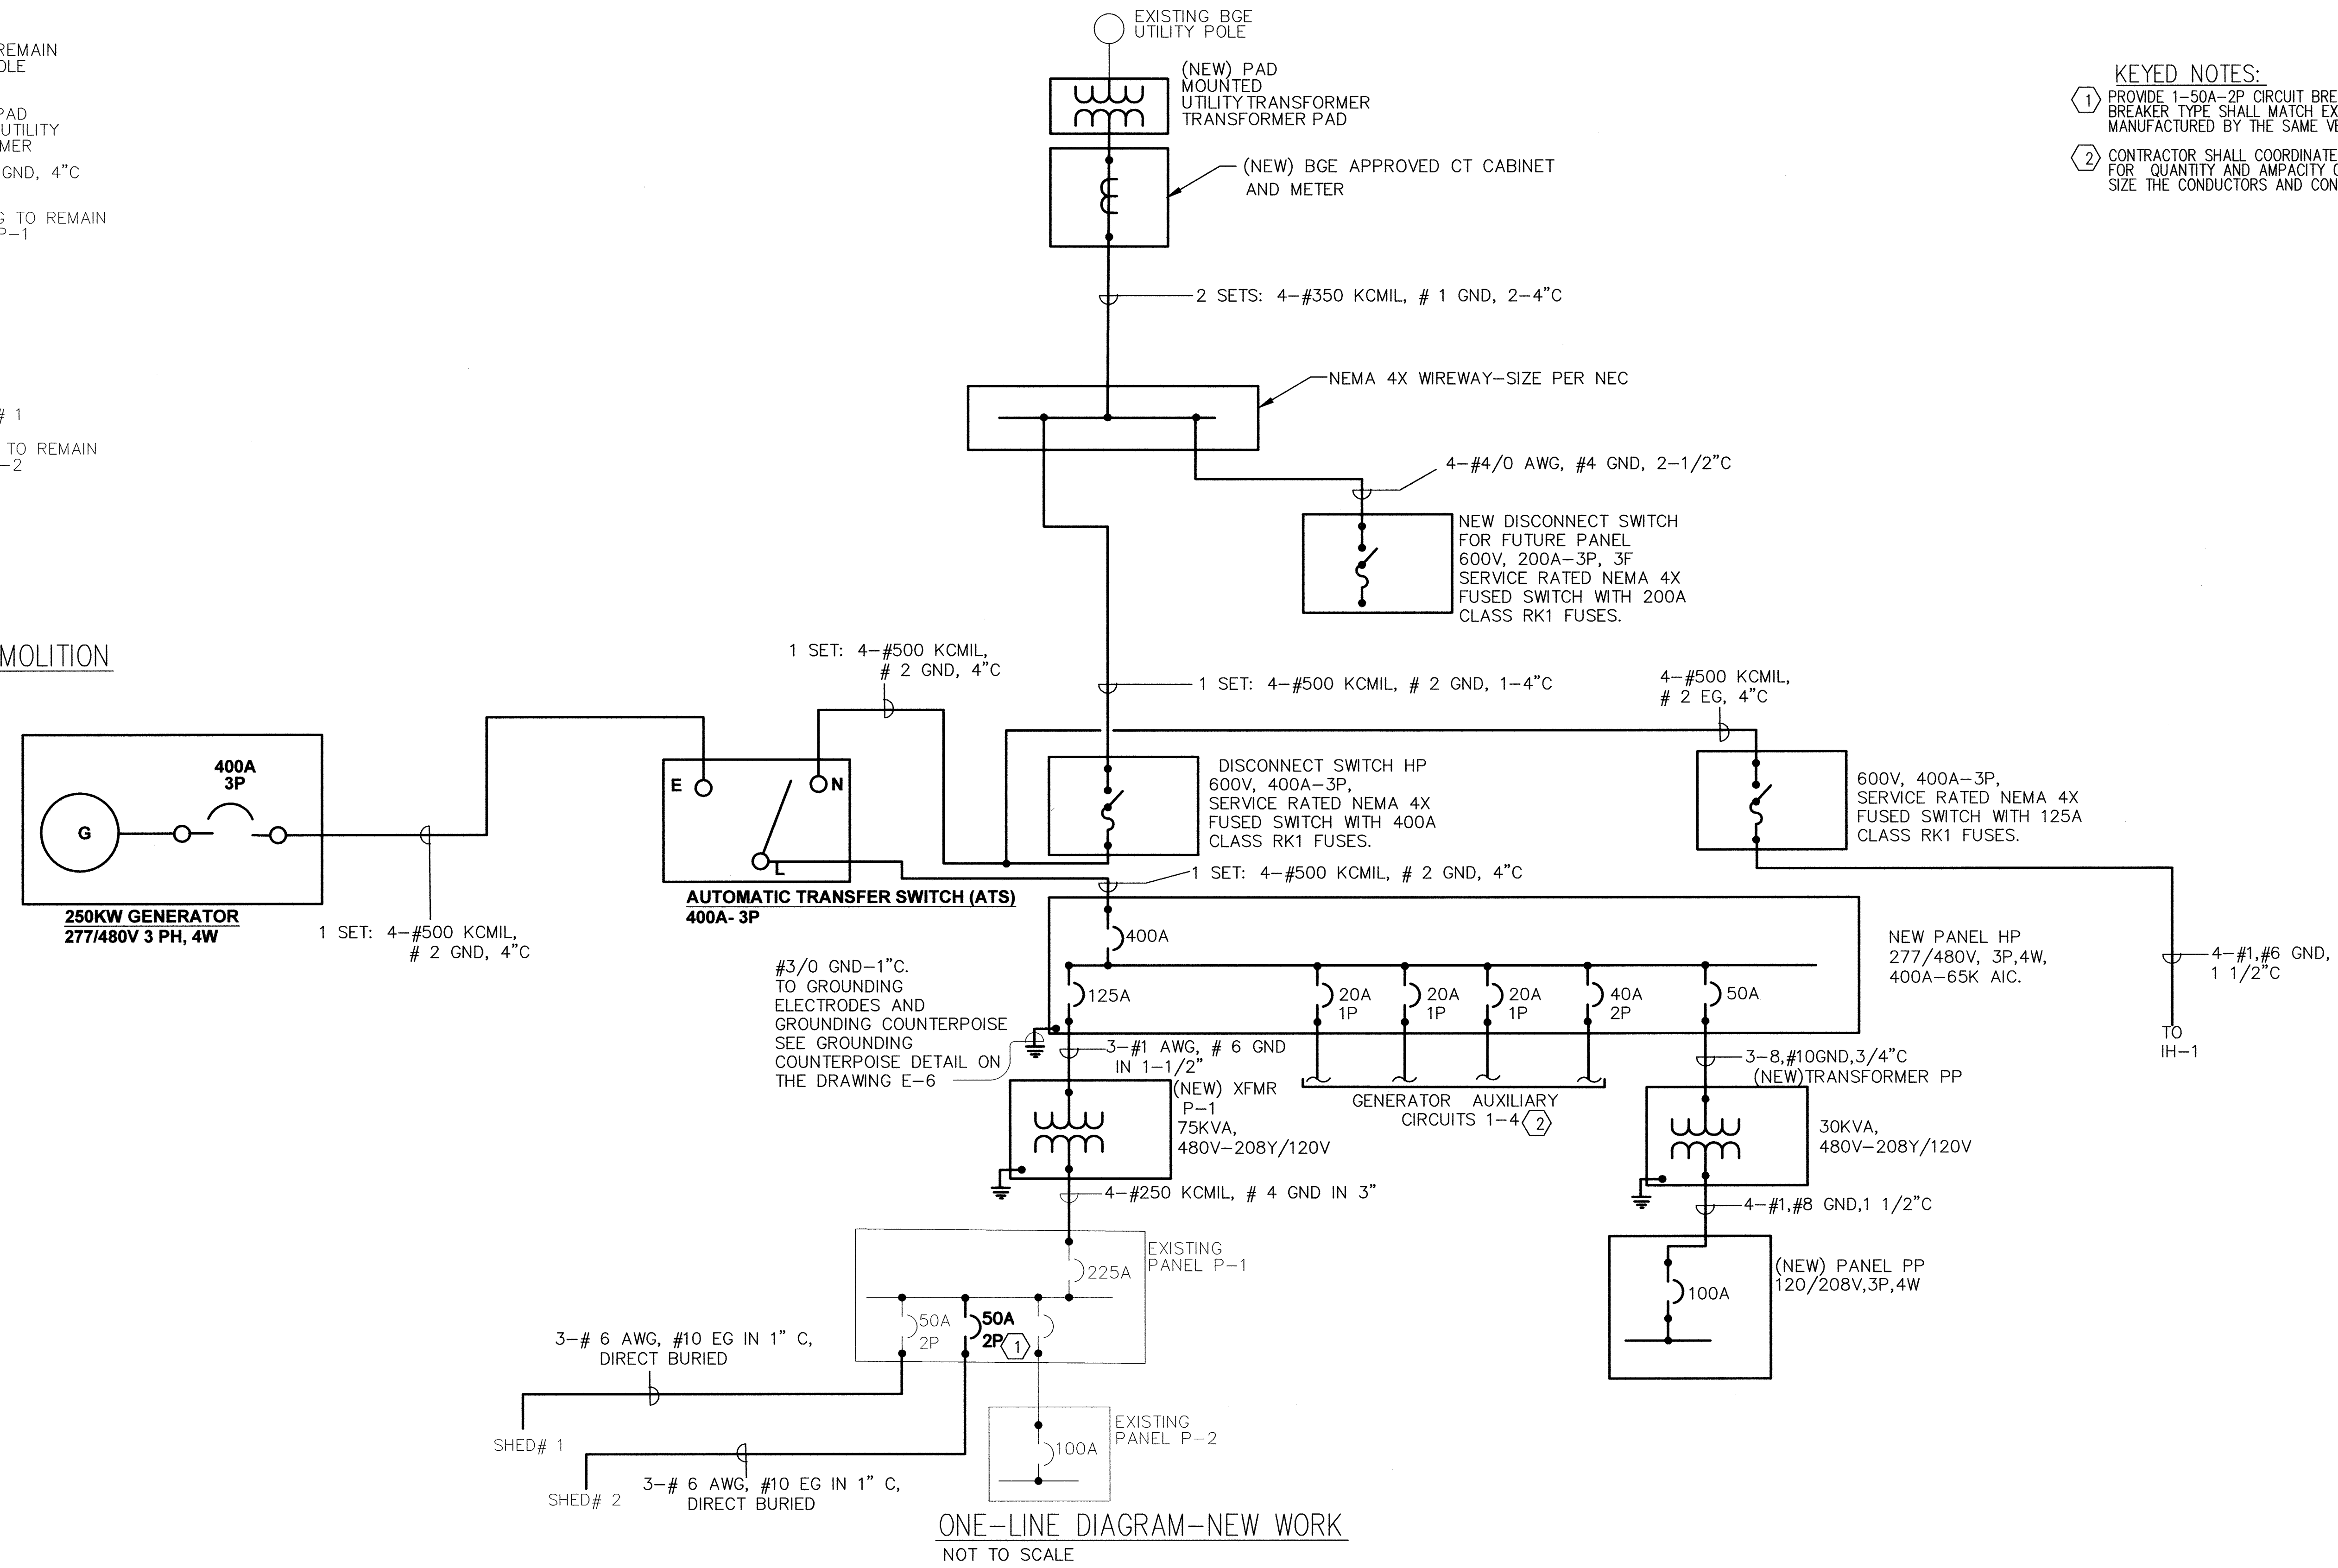 REMAIN
OLE
PAD
UTILITY
MER
GND, 4"C
G TO REMAIN
P-1
# 1
TO REMAIN
-2
MOLITION
EXISTING BGE
UTILITY POLE
(NEW) PAD
MOUNTED
UTILITY TRANSFORMER
TRANSFORMER PAD
(NEW) BGE APPROVED CT CABINET
AND METER
2 SETS: 4-#350 KCMIL, # 1 GND, 2-4"C
NEMA 4X WIREWAY-SIZE PER NEC
4-#4/0 AWG, #4 GND, 2-1/2"C
NEW DISCONNECT SWITCH
FOR FUTURE PANEL
600V, 200A-3P, 3F
SERVICE RATED NEMA 4X
FUSED SWITCH WITH 200A
CLASS RK1 FUSES.
KEYED NOTES:
1 PROVIDE 1-50A-2P CIRCUIT BRE
BREAKER TYPE SHALL MATCH EX
MANUFACTURED BY THE SAME VE
2 CONTRACTOR SHALL COORDINATE
FOR QUANTITY AND AMPACITY O
SIZE THE CONDUCTORS AND CON
1 SET: 4-#500 KCMIL,
# 2 GND, 4"C
1 SET: 4-#500 KCMIL, # 2 GND, 1-4"C
4-#500 KCMIL,
# 2 EG, 4"C
400A
3P
G
250KW GENERATOR
277/480V 3 PH, 4W
1 SET: 4-#500 KCMIL,
# 2 GND, 4"C
E
N
L
AUTOMATIC TRANSFER SWITCH (ATS)
400A- 3P
DISCONNECT SWITCH HP
600V, 400A-3P,
SERVICE RATED NEMA 4X
FUSED SWITCH WITH 400A
CLASS RK1 FUSES.
1 SET: 4-#500 KCMIL, # 2 GND, 4"C
600V, 400A-3P,
SERVICE RATED NEMA 4X
FUSED SWITCH WITH 125A
CLASS RK1 FUSES.
4-#1,#6 GND,
1 1/2"C
TO
IH-1
NEW PANEL HP
277/480V, 3P,4W,
400A-65K AIC.
400A
125A
20A
1P
20A
1P
20A
1P
40A
2P
50A
#3/0 GND-1"C.
TO GROUNDING
ELECTRODES AND
GROUNDING COUNTERPOISE
SEE GROUNDING
COUNTERPOISE DETAIL ON
THE DRAWING E-6
3-#1 AWG, # 6 GND
IN 1-1/2"
(NEW) XFMR
P-1
75KVA,
480V-208Y/120V
GENERATOR AUXILIARY
CIRCUITS 1-4 2
3-8,#10GND,3/4"C
(NEW)TRANSFORMER PP
30KVA,
480V-208Y/120V
4-#250 KCMIL, # 4 GND IN 3"
4-#1,#8 GND,1 1/2"C
EXISTING
PANEL P-1
225A
50A
2P
50A
2P 1
(NEW) PANEL PP
120/208V,3P,4W
100A
3-# 6 AWG, #10 EG IN 1" C,
DIRECT BURIED
SHED# 1
3-# 6 AWG, #10 EG IN 1" C,
DIRECT BURIED
SHED# 2
EXISTING
PANEL P-2
100A
ONE-LINE DIAGRAM-NEW WORK
NOT TO SCALE